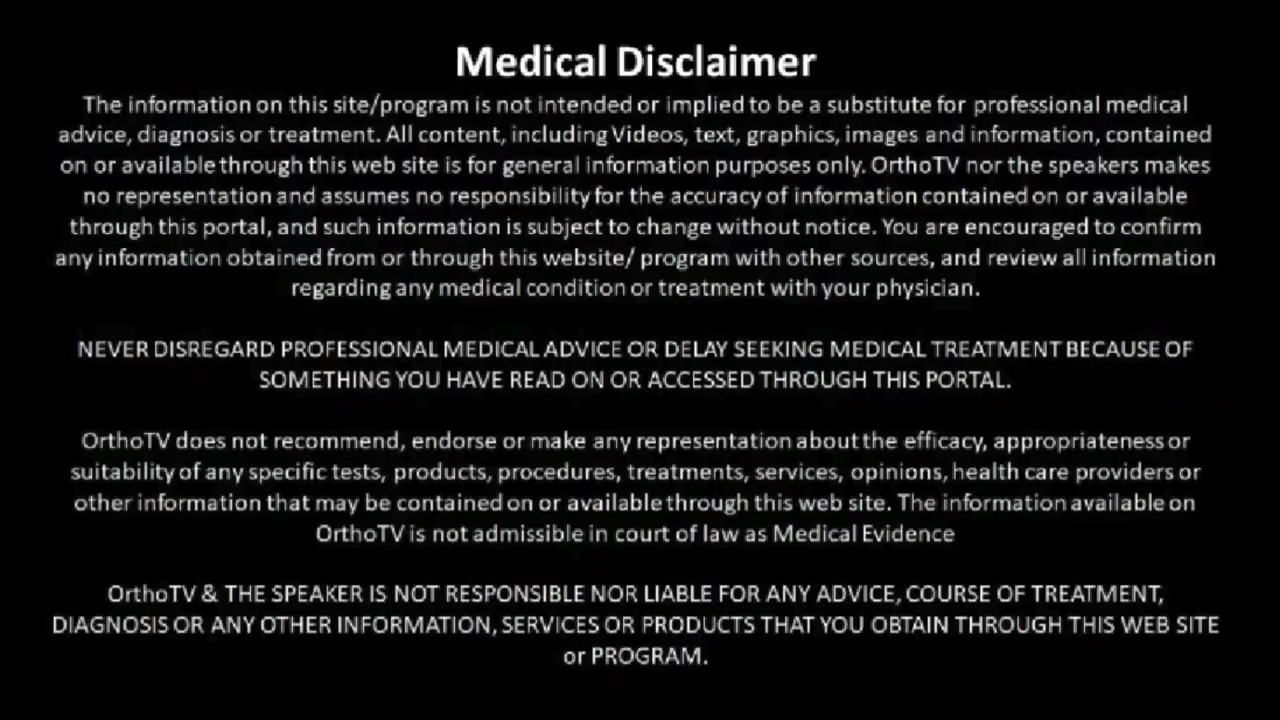 Medical Disclaimer
The information on this site/program is not intended or implied to be a substitute for professional medical
advice, diagnosis or treatment. All content, including Videos, text, graphics, images and information, contained
on or available through this web site is for general information purposes only. OrthoTV nor the speakers makes
no representation and assumes no responsibility for the accuracy of information contained on or available
through this portal, and such information is subject to change without notice. You are encouraged to confirm
any information obtained from or through this website/ program with other sources, and review all information
regarding any medical condition or treatment with your physician.
NEVER DISREGARD PROFESSIONAL MEDICAL ADVICE OR DELAY SEEKING MEDICAL TREATMENT BECAUSE OF
SOMETHING YOU HAVE READ ON OR ACCESSED THROUGH THIS PORTAL.
OrthoTV does not recommend, endorse or make any representation about the efficacy, appropriateness or
suitability of any specific tests, products, procedures, treatments, services, opinions, health care providers or
other information that may be contained on or available through this web site. The information available on
OrthoTV is not admissible in court of law as Medical Evidence
OrthoTV & THE SPEAKER IS NOT RESPONSIBLE NOR LIABLE FOR ANY ADVICE, COURSE OF TREATMENT,
DIAGNOSIS OR ANY OTHER INFORMATION, SERVICES OR PRODUCTS THAT YOU OBTAIN THROUGH THIS WEB SITE
or PROGRAM.